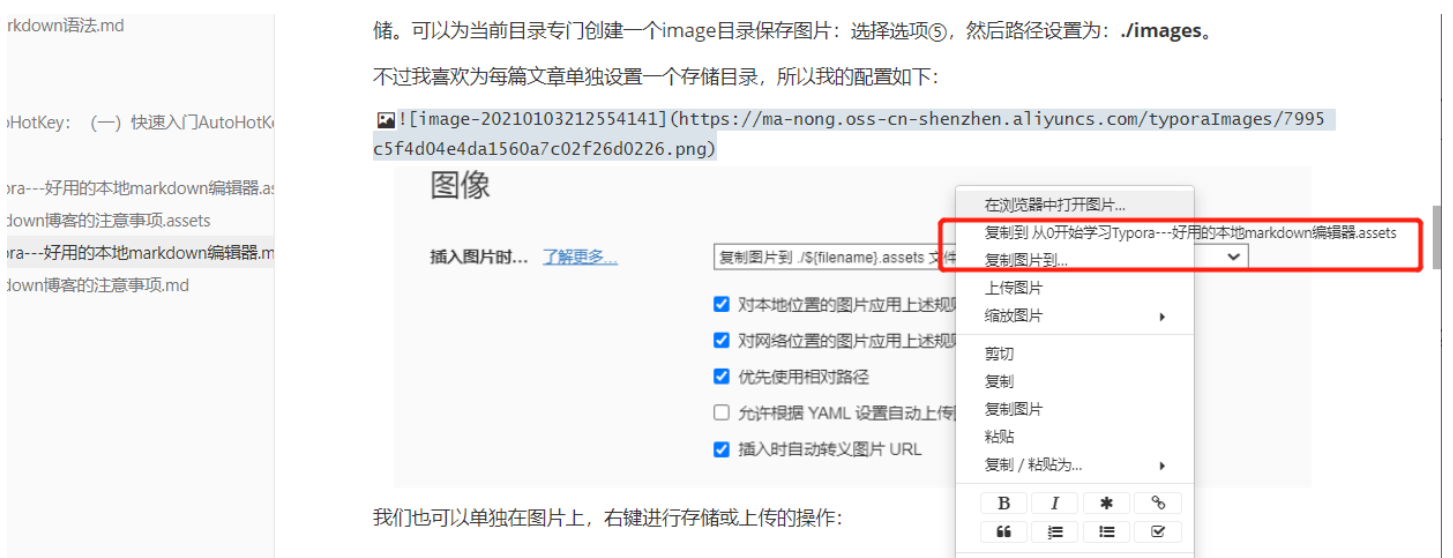 rkdown语法.md
oHotKey：（一）快速入门AutoHotK
ora---好用的本地markdown编辑器.as
down博客的注意事项.assets
ora---好用的本地markdown编辑器.m
down博客的注意事项.md
储。可以为当前目录专门创建一个image目录保存图片：选择选项⑤，然后路径设置为：./images。
不过我喜欢为每篇文章单独设置一个存储目录，所以我的配置如下：
![image-20210103212554141](https://ma-nong.oss-cn-shenzhen.aliyuncs.com/typoraImages/7995
c5f4d04e4da1560a7c02f26d0226.png)
图像
插入图片时... 了解更多...
复制图片到 ./${filename}.assets 文件
对本地位置的图片应用上述规则
对网络位置的图片应用上述规则
优先使用相对路径
允许根据 YAML 设置自动上传
插入时自动转义图片 URL
我们也可以单独在图片上，右键进行存储或上传的操作：
在浏览器中打开图片...
复制到 从0开始学习Typora---好用的本地markdown编辑器.assets
复制图片到...
上传图片
缩放图片
剪切
复制
复制图片
粘贴
复制 / 粘贴为...
B I